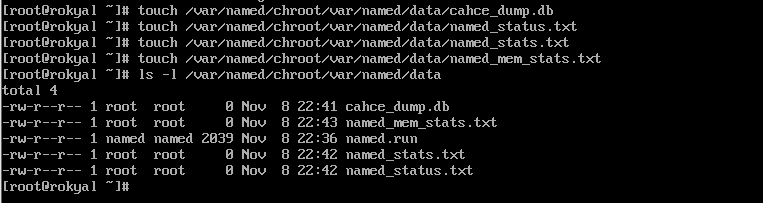 [root@rokyal ~]# touch /var/named/chroot/var/named/data/cahce_dump.db
[root@rokyal ~]# touch /var/named/chroot/var/named/data/named_status.txt
[root@rokyal ~]# touch /var/named/chroot/var/named/data/named_stats.txt
[root@rokyal ~]# touch /var/named/chroot/var/named/data/named_mem_stats.txt
[root@rokyal ~]# ls -l /var/named/chroot/var/named/data
total 4
-rw-r--r-- 1 root  root     0 Nov  8 22:41 cahce_dump.db
-rw-r--r-- 1 root  root     0 Nov  8 22:43 named_mem_stats.txt
-rw-r--r-- 1 named named 2039 Nov  8 22:36 named.run
-rw-r--r-- 1 root  root     0 Nov  8 22:42 named_stats.txt
-rw-r--r-- 1 root  root     0 Nov  8 22:42 named_status.txt
[root@rokyal ~]#